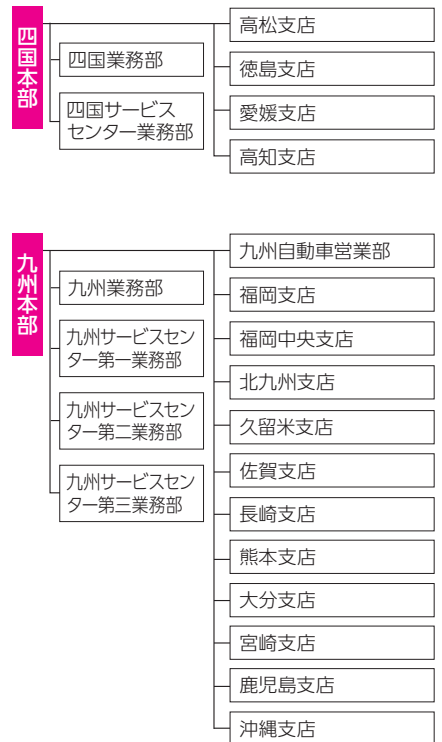 四国本部
四国業務部
四国サービス
センター業務部
高松支店
徳島支店
愛媛支店
高知支店
九州本部
九州業務部
九州サービスセン
ター第一業務部
九州サービスセン
ター第二業務部
九州サービスセン
ター第三業務部
九州自動車営業部
福岡支店
福岡中央支店
北九州支店
久留米支店
佐賀支店
長崎支店
熊本支店
大分支店
宮崎支店
鹿児島支店
沖縄支店